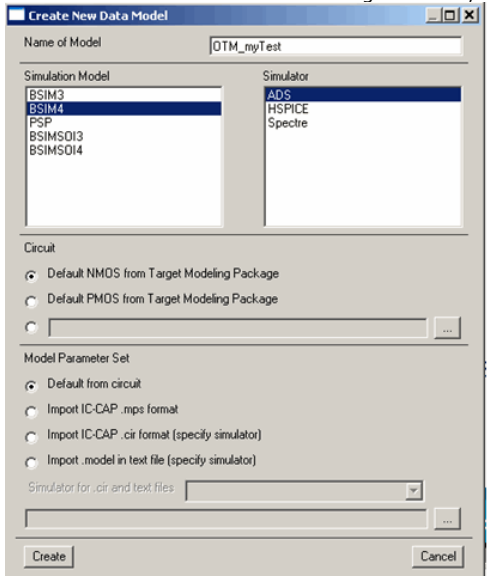 Create New Data Model
Name of Model
OTM_myTest
Simulation Model
Simulator
BSIM3
BSIM4
PSP
BSIMSOI3
BSIMSOI4
ADS
HSPICE
Spectre
Circuit
Default NMOS from Target Modeling Package
Default PMOS from Target Modeling Package
...
Model Parameter Set
Default from circuit
Import IC-CAP .mps format
Import IC-CAP .cir format (specify simulator)
Import .model in text file (specify simulator)
Simulator for .cir and text files
...
Create
Cancel